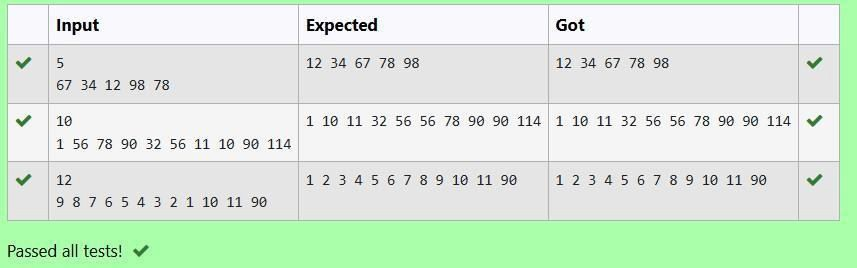 Input Expected Got
5 12 34 67 78 98 12 34 67 78 98
67 34 12 98 78
10 1 10 11 32 56 56 78 90 90 114 1 10 11 32 56 56 78 90 90 114
1 56 78 90 32 56 11 10 90 114
12 1 2 3 4 5 6 7 8 9 10 11 90 1 2 3 4 5 6 7 8 9 10 11 90
9 8 7 6 5 4 3 2 1 10 11 90
Passed all tests!